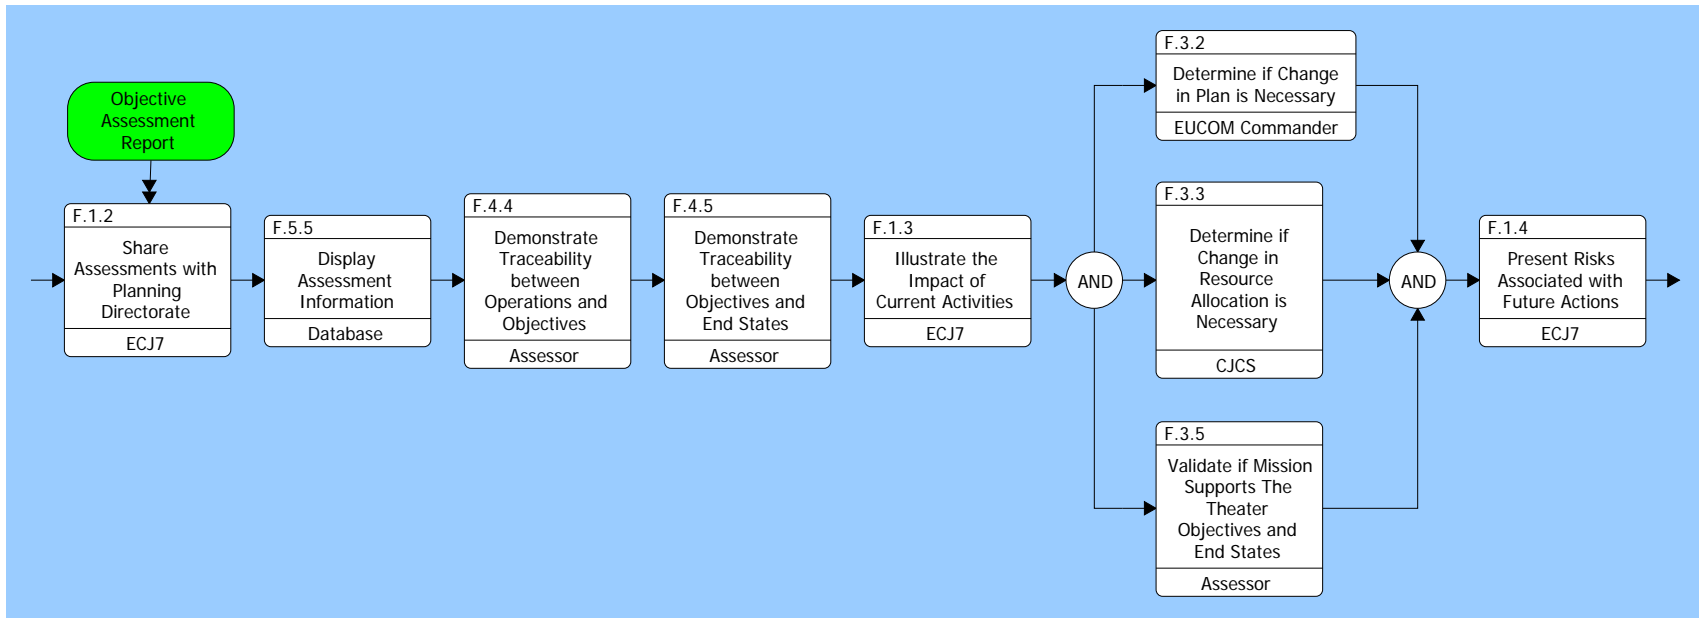 Objective
Assessment
Report
F.1.2
Share
Assessments with
Planning
Directorate
ECJ7
F.5.5
Display
Assessment
Information
Database
F.4.4
Demonstrate
Traceability
between
Operations and
Objectives
Assessor
F.4.5
Demonstrate
Traceability
between
Objectives and
End States
Assessor
F.1.3
Illustrate the
Impact of
Current Activities
ECJ7
AND
F.3.2
Determine if Change
in Plan is Necessary
EUCOM Commander
F.3.3
Determine if
Change in
Resource
Allocation is
Necessary
CJCS
F.3.5
Validate if Mission
Supports The
Theater
Objectives and
End States
Assessor
AND
F.1.4
Present Risks
Associated with
Future Actions
ECJ7